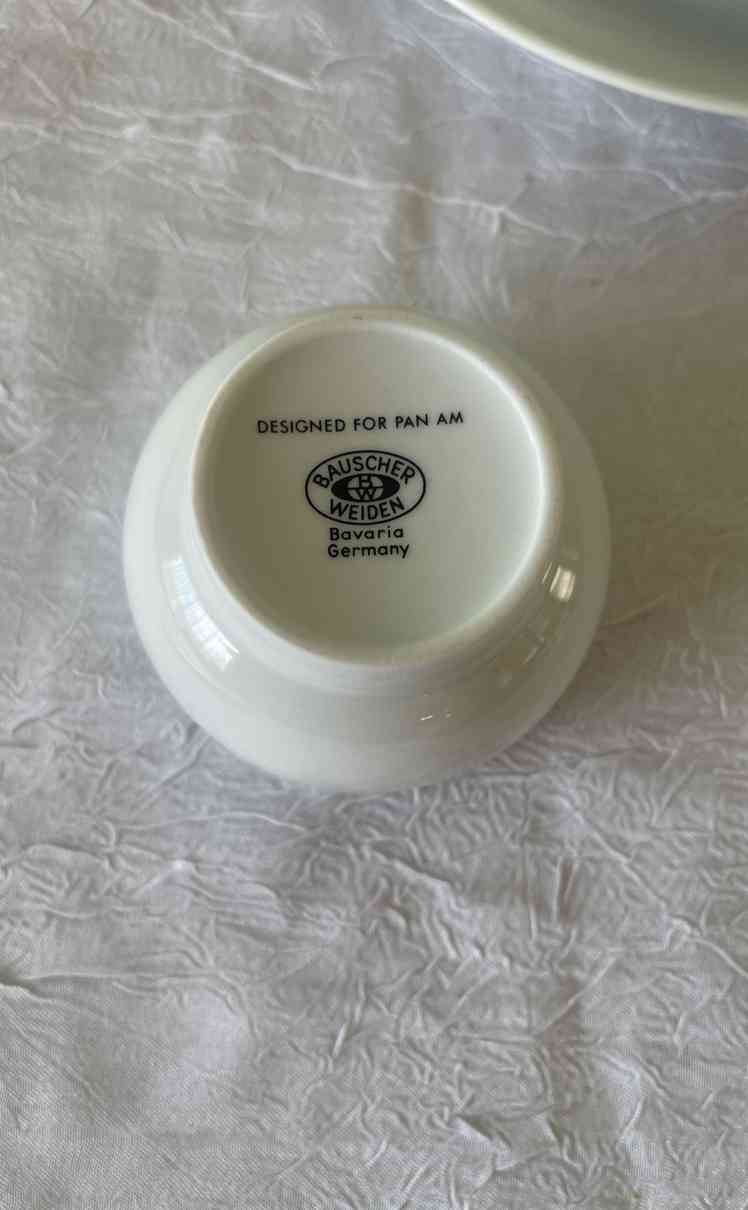 DESIGNED FOR PAN AM
BAUSCHER
BW
WEIDEN
Bavaria
Germany